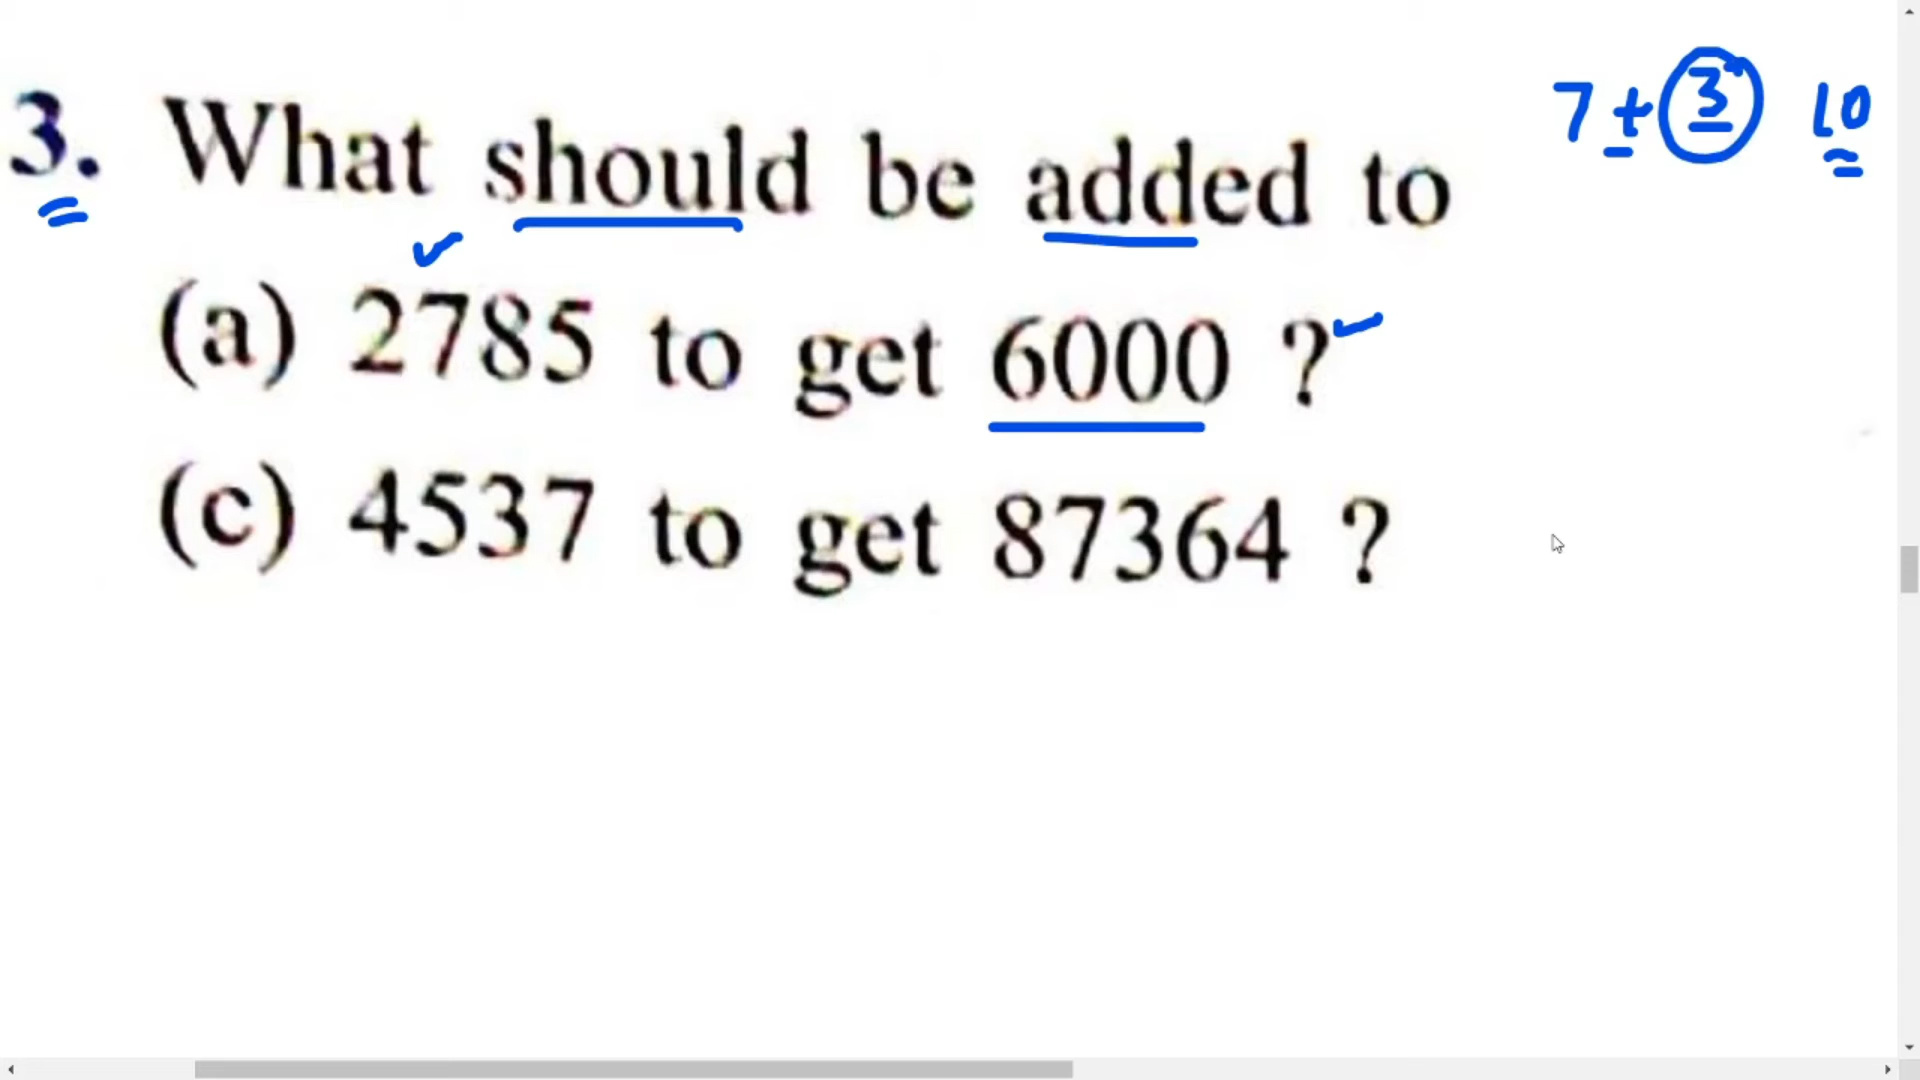 3. What should be added to
7 + 3 10
(a) 2785 to get 6000 ?
(c) 4537 to get 87364 ?